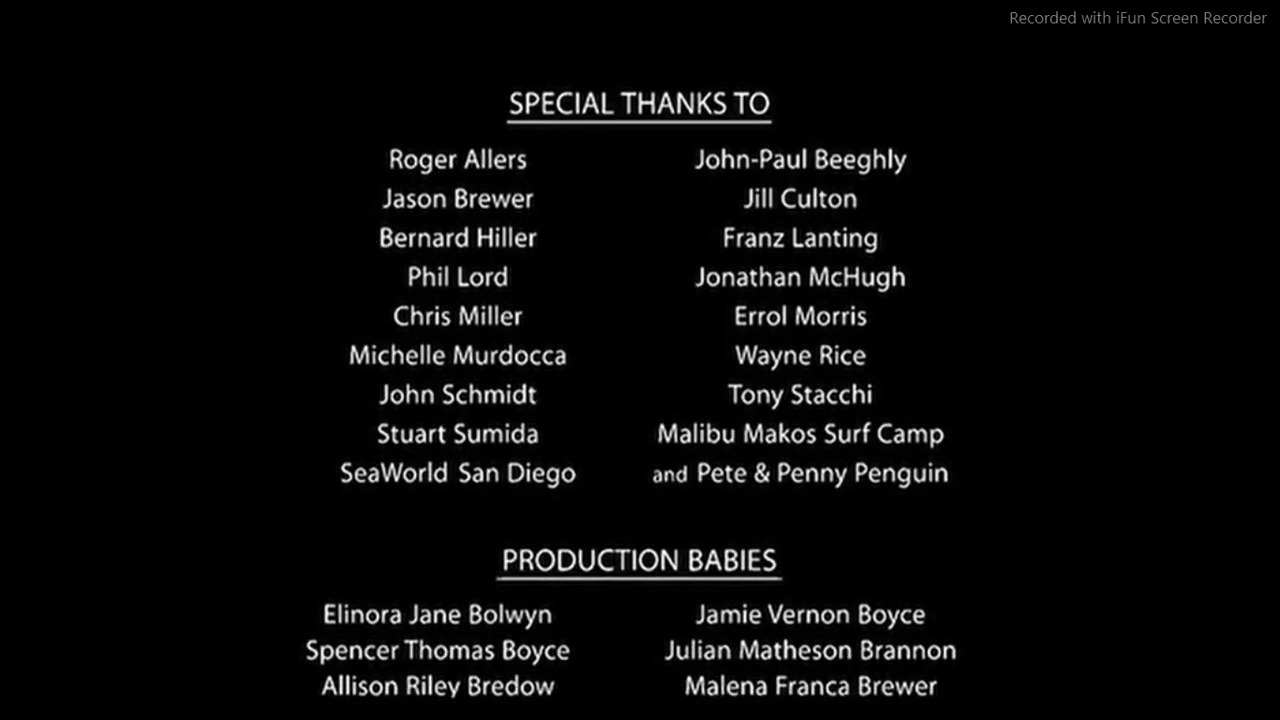 Recorded with iFun Screen Recorder
SPECIAL THANKS TO
Roger Allers John-Paul Beeghly
Jason Brewer Jill Culton
Bernard Hiller Franz Lanting
Phil Lord Jonathan McHugh
Chris Miller Errol Morris
Michelle Murdocca Wayne Rice
John Schmidt Tony Stacchi
Stuart Sumida Malibu Makos Surf Camp
SeaWorld San Diego and Pete & Penny Penguin
PRODUCTION BABIES
Elinora Jane Bolwyn Jamie Vernon Boyce
Spencer Thomas Boyce Julian Matheson Brannon
Allison Riley Bredow Malena Franca Brewer